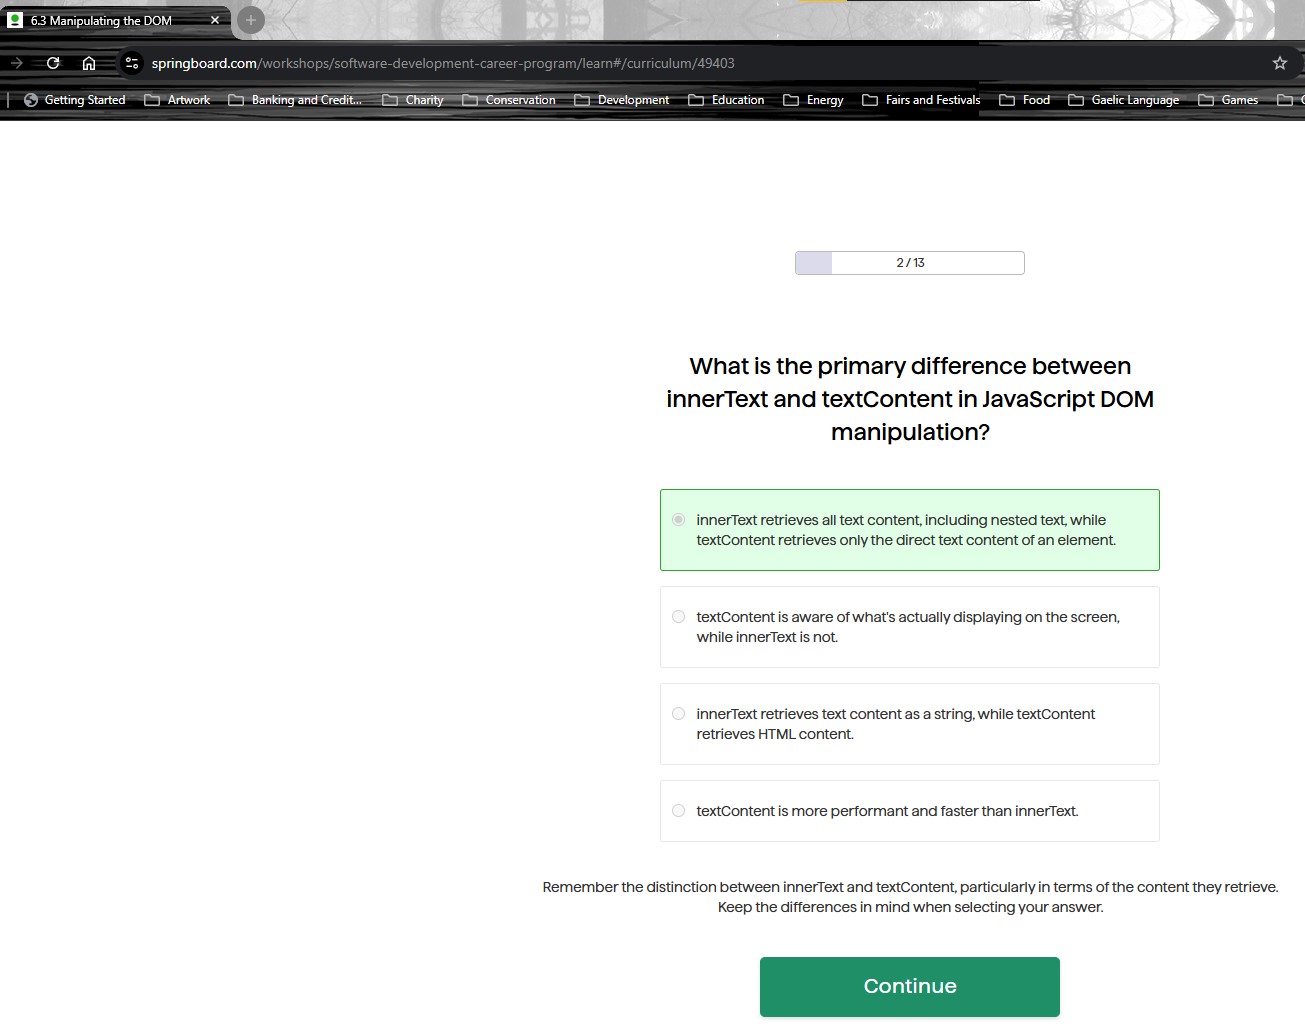 6.3 Manipulating the DOM
springboard.com/workshops/software-development-career-program/learn#/curriculum/49403
Getting Started Artwork Banking and Credit... Charity Conservation Development Education Energy Fairs and Festivals Food Gaelic Language Games
2 / 13
What is the primary difference between
innerText and textContent in JavaScript DOM
manipulation?
innerText retrieves all text content, including nested text, while
textContent retrieves only the direct text content of an element.
textContent is aware of what's actually displaying on the screen,
while innerText is not.
innerText retrieves text content as a string, while textContent
retrieves HTML content.
textContent is more performant and faster than innerText.
Remember the distinction between innerText and textContent, particularly in terms of the content they retrieve.
Keep the differences in mind when selecting your answer.
Continue